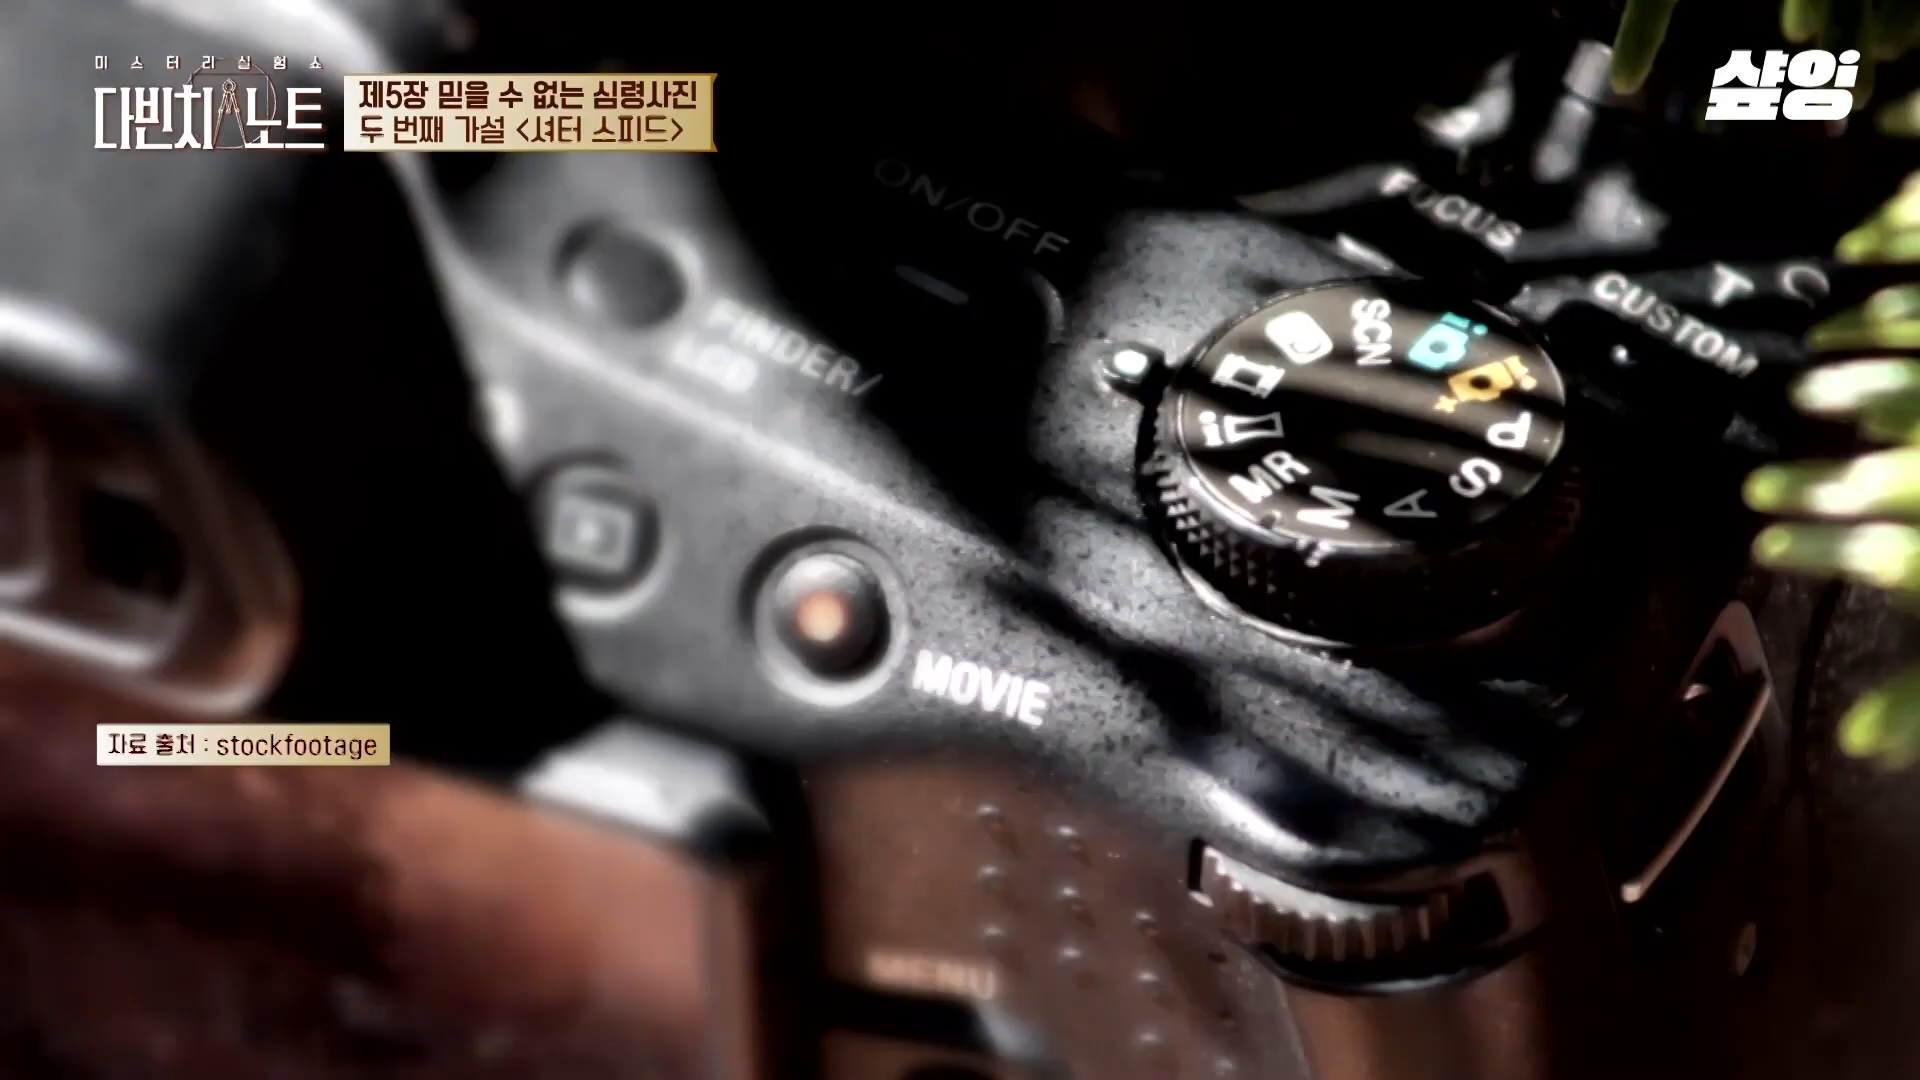 미스터리실험쇼
다빈치노트
제5장 믿을 수 없는 심령사진
두 번째 가설 <셔터 스피드>
샾잉
ON/OFF
FOCUS
CUSTOM
FINDER/
LCD
SCN
P
S
A
M
MR
MOVIE
자료 출처 : stockfootage
MENU